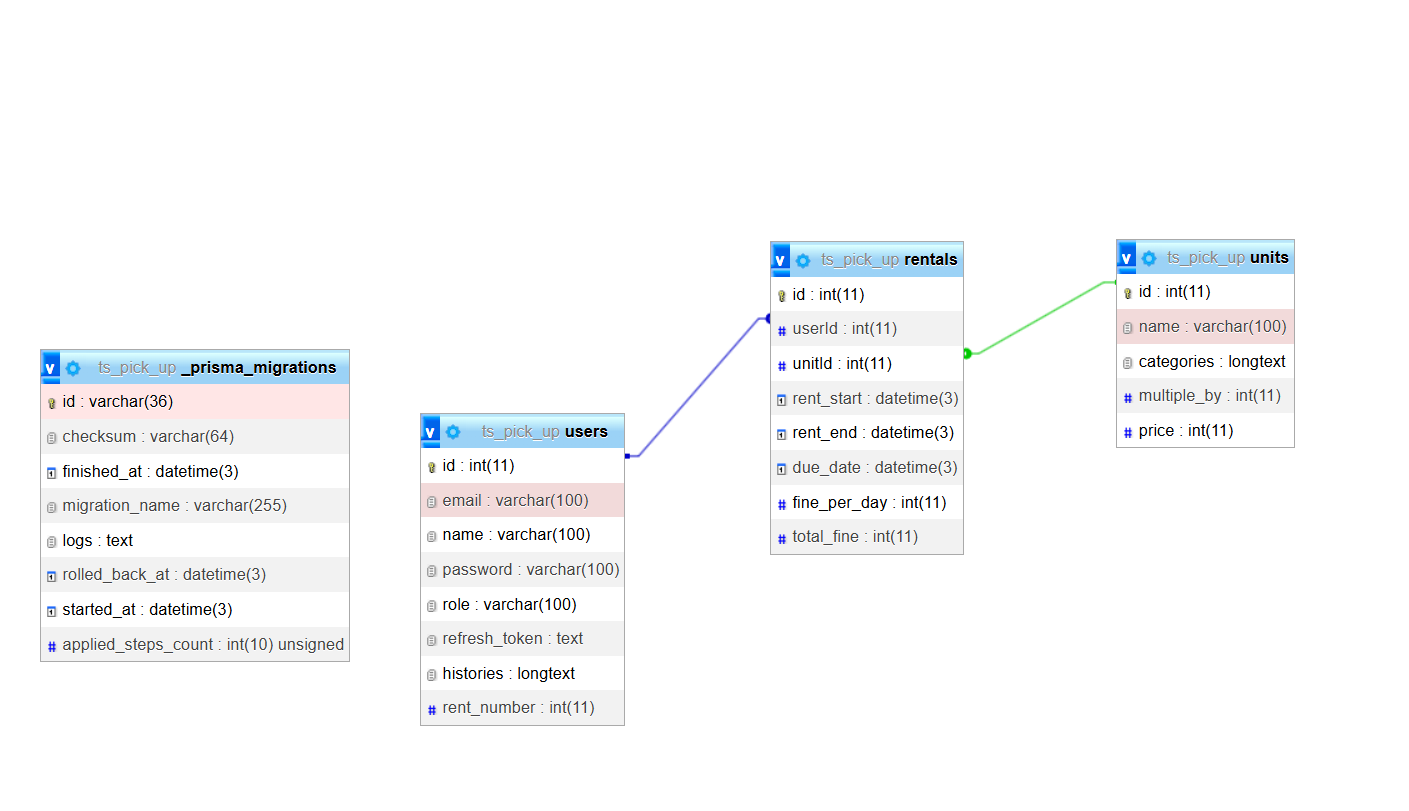 v ts_pick_up _prisma_migrations
id : varchar(36)
checksum : varchar(64)
finished_at : datetime(3)
migration_name : varchar(255)
logs : text
rolled_back_at : datetime(3)
started_at : datetime(3)
# applied_steps_count : int(10) unsigned
v ts_pick_up users
id : int(11)
email : varchar(100)
name : varchar(100)
password : varchar(100)
role : varchar(100)
refresh_token : text
histories : longtext
# rent_number : int(11)
v ts_pick_up rentals
id : int(11)
# userId : int(11)
# unitId : int(11)
rent_start : datetime(3)
rent_end : datetime(3)
due_date : datetime(3)
# fine_per_day : int(11)
# total_fine : int(11)
v ts_pick_up units
id : int(11)
name : varchar(100)
categories : longtext
# multiple_by : int(11)
# price : int(11)